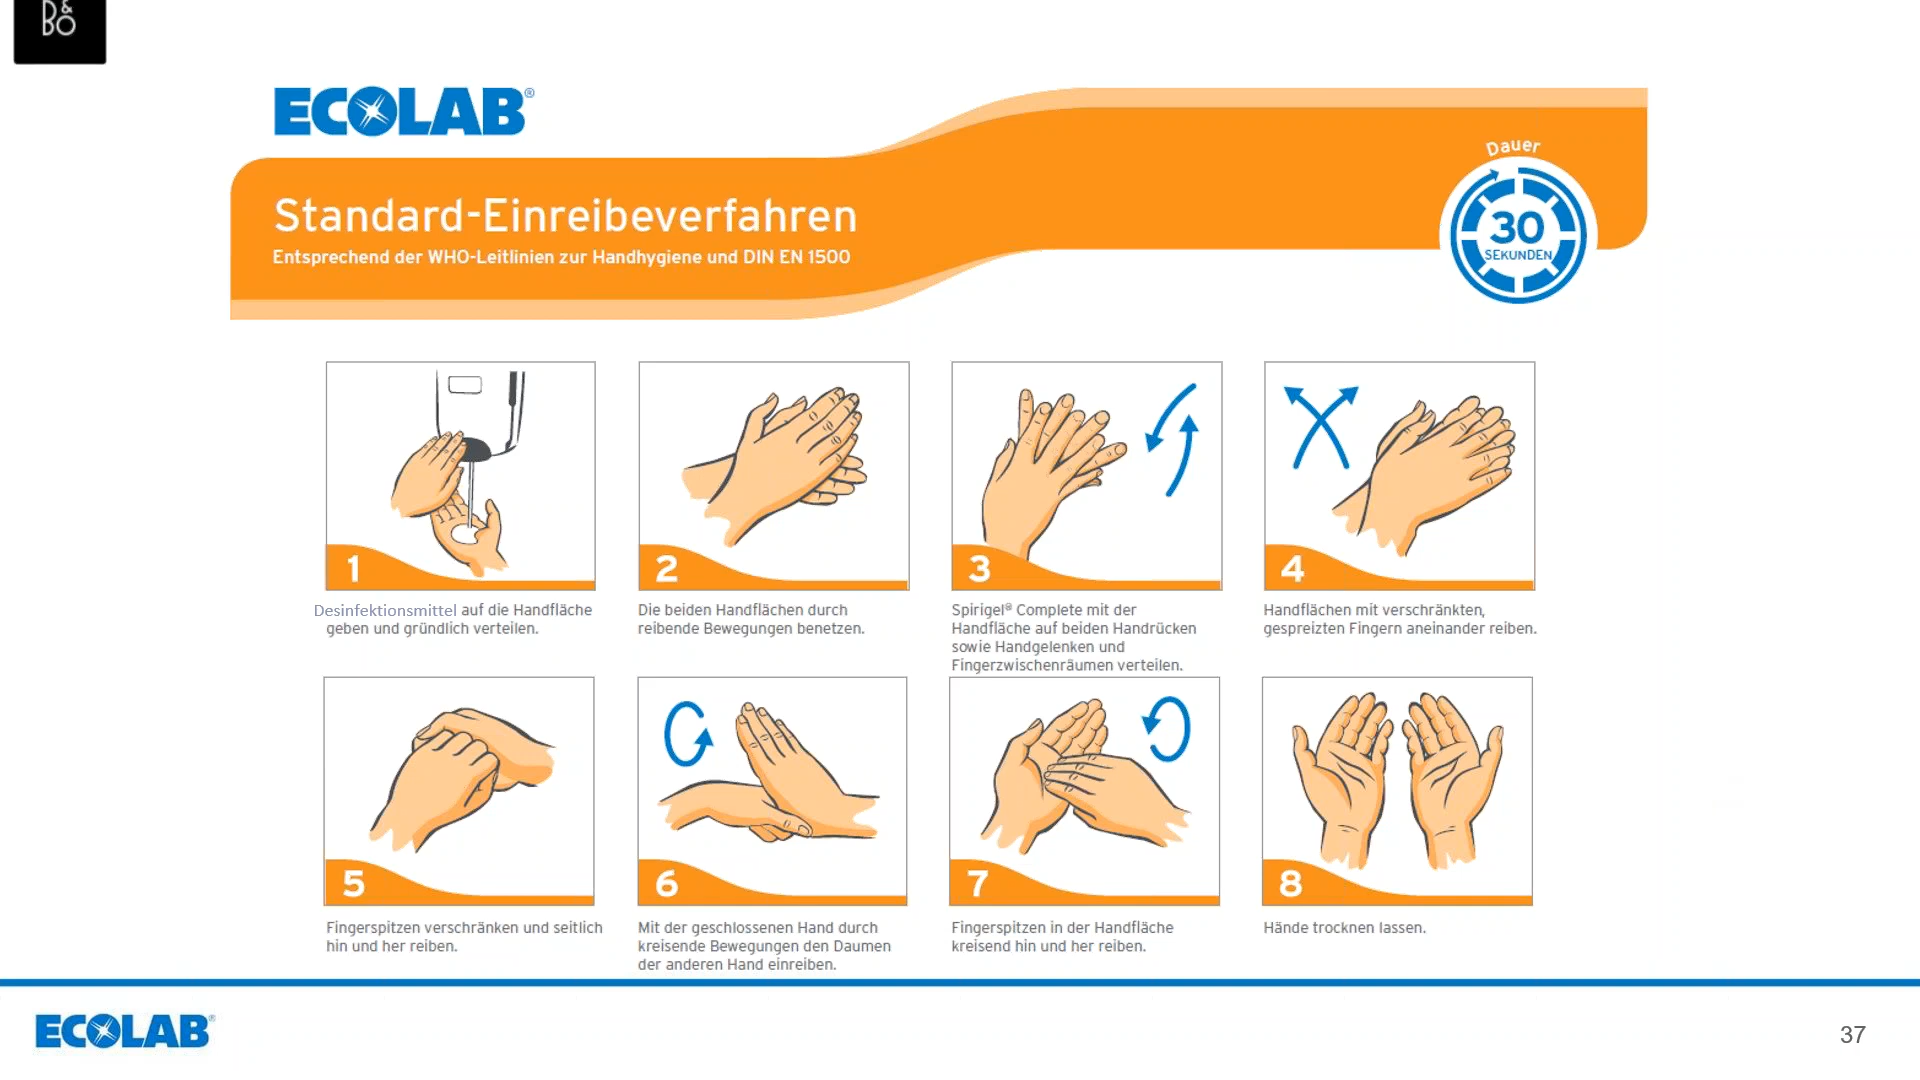 B&O
ECOLAB®
Dauer
30
SEKUNDEN
Standard-Einreibeverfahren
Entsprechend der WHO-Leitlinien zur Handhygiene und DIN EN 1500
1
Desinfektionsmittel auf die Handfläche
geben und gründlich verteilen.
2
Die beiden Handflächen durch
reibende Bewegungen benetzen.
3
Spirigel® Complete mit der
Handfläche auf beiden Handrücken
sowie Handgelenken und
Fingerzwischenräumen verteilen.
4
Handflächen mit verschränkten,
gespreizten Fingern aneinander reiben.
5
Fingerspitzen verschränken und seitlich
hin und her reiben.
6
Mit der geschlossenen Hand durch
kreisende Bewegungen den Daumen
der anderen Hand einreiben.
7
Fingerspitzen in der Handfläche
kreisend hin und her reiben.
8
Hände trocknen lassen.
ECOLAB®
37